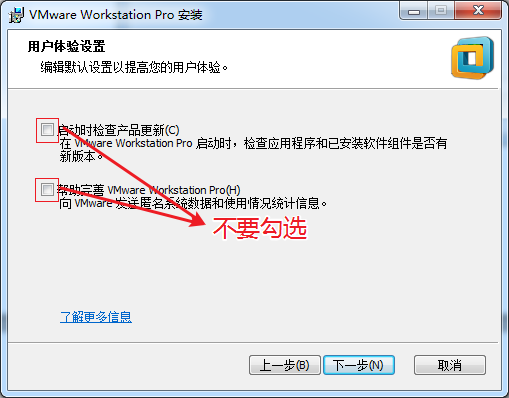 VMware Workstation Pro 安装
用户体验设置
编辑默认设置以提高您的用户体验。
启动时检查产品更新(C)
在 VMware Workstation Pro 启动时，检查应用程序和已安装软件组件是否有
新版本。
帮助完善 VMware Workstation Pro(H)
向 VMware 发送匿名系统数据和使用情况统计信息。
不要勾选
了解更多信息
上一步(B)
下一步(N)
取消